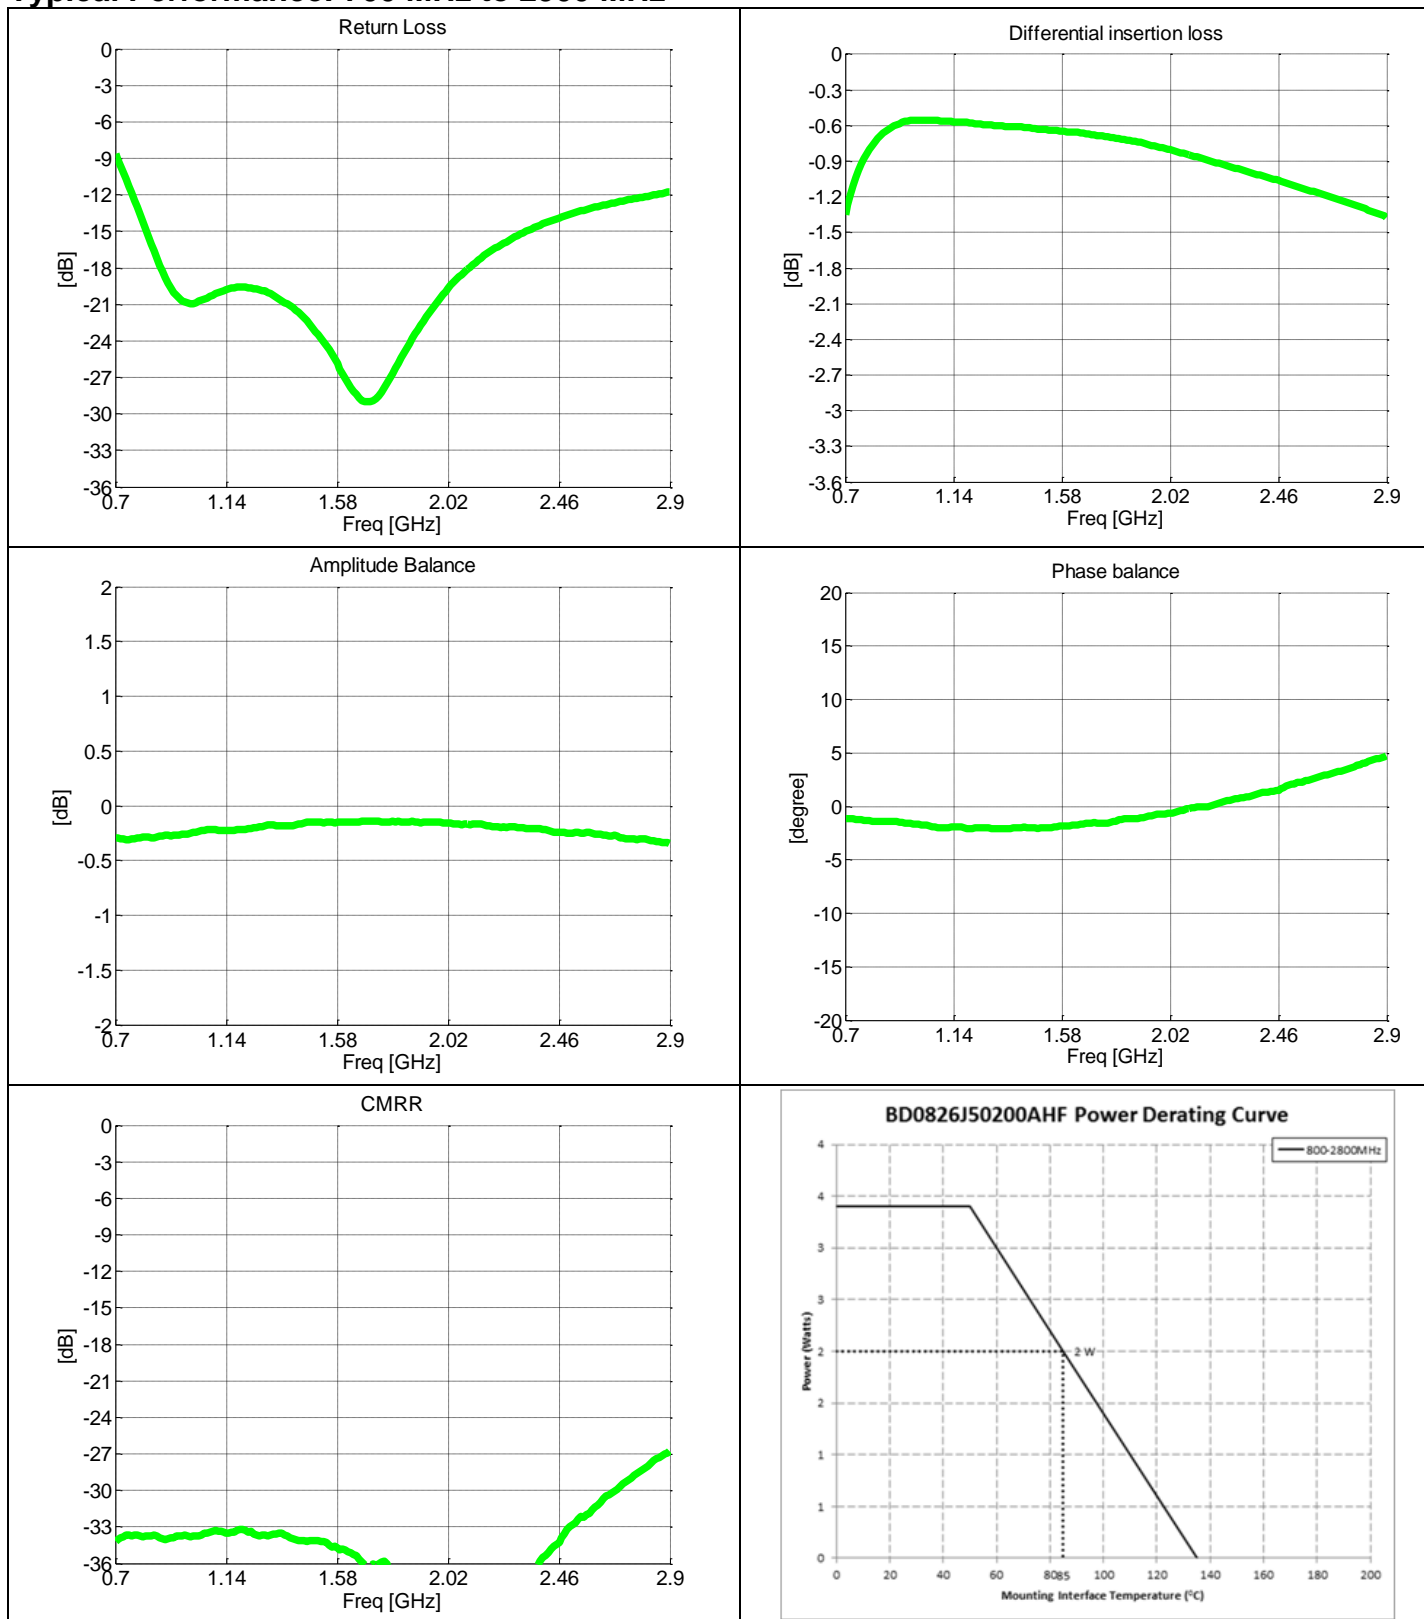 Return Loss
0
-3
-6
-9
-12
-15
-18
-21
-24
-27
-30
-33
-36
[dB]
0.7 1.14 1.58 2.02 2.46 2.9
Freq [GHz]
Differential insertion loss
0
-0.3
-0.6
-0.9
-1.2
-1.5
-1.8
-2.1
-2.4
-2.7
-3
-3.3
-3.6
[dB]
0.7 1.14 1.58 2.02 2.46 2.9
Freq [GHz]
Amplitude Balance
2
1.5
1
0.5
0
-0.5
-1
-1.5
-2
[dB]
0.7 1.14 1.58 2.02 2.46 2.9
Freq [GHz]
Phase balance
20
15
10
5
0
-5
-10
-15
-20
[degree]
0.7 1.14 1.58 2.02 2.46 2.9
Freq [GHz]
CMRR
0
-3
-6
-9
-12
-15
-18
-21
-24
-27
-30
-33
-36
[dB]
0.7 1.14 1.58 2.02 2.46 2.9
Freq [GHz]
BD0826J50200AHF Power Derating Curve
800-2800MHz
4
4
3
3
2
2
1
1
0
Power (Watts)
2 W
0 20 40 60 80 85 100 120 140 160 180 200
Mounting Interface Temperature (°C)